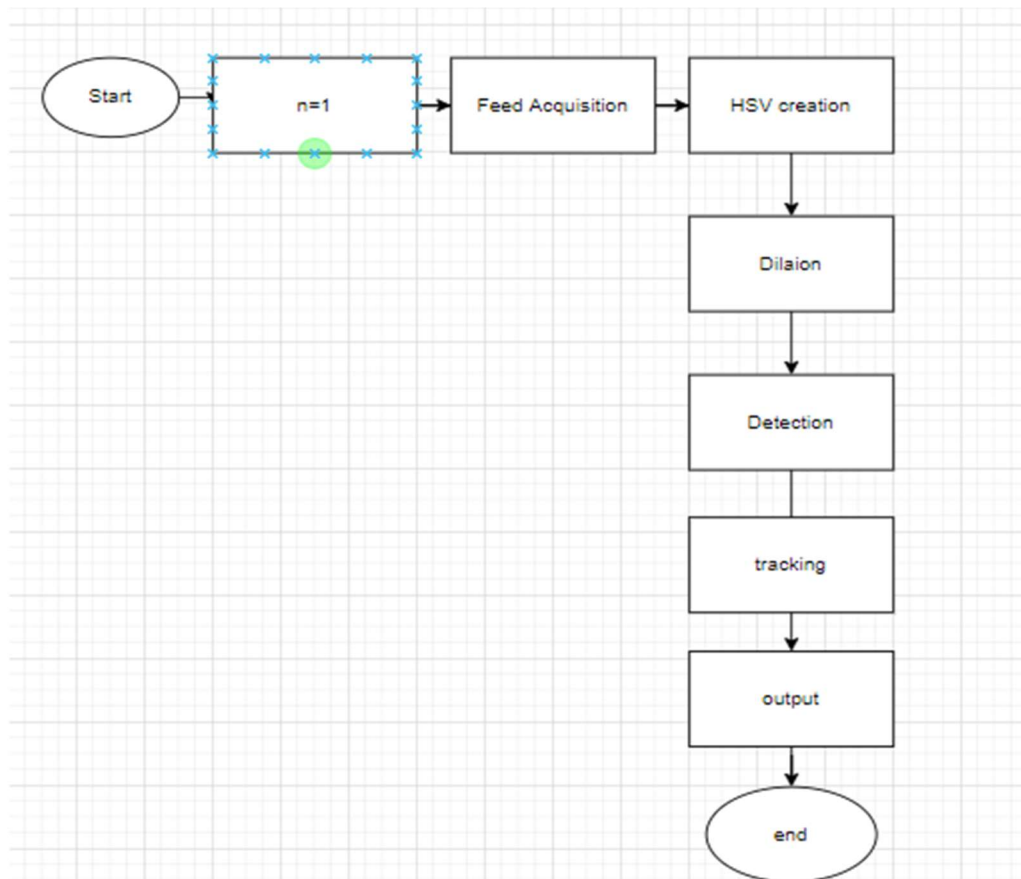 Start
n=1
Feed Acquisition
HSV creation
Dilaion
Detection
tracking
output
end